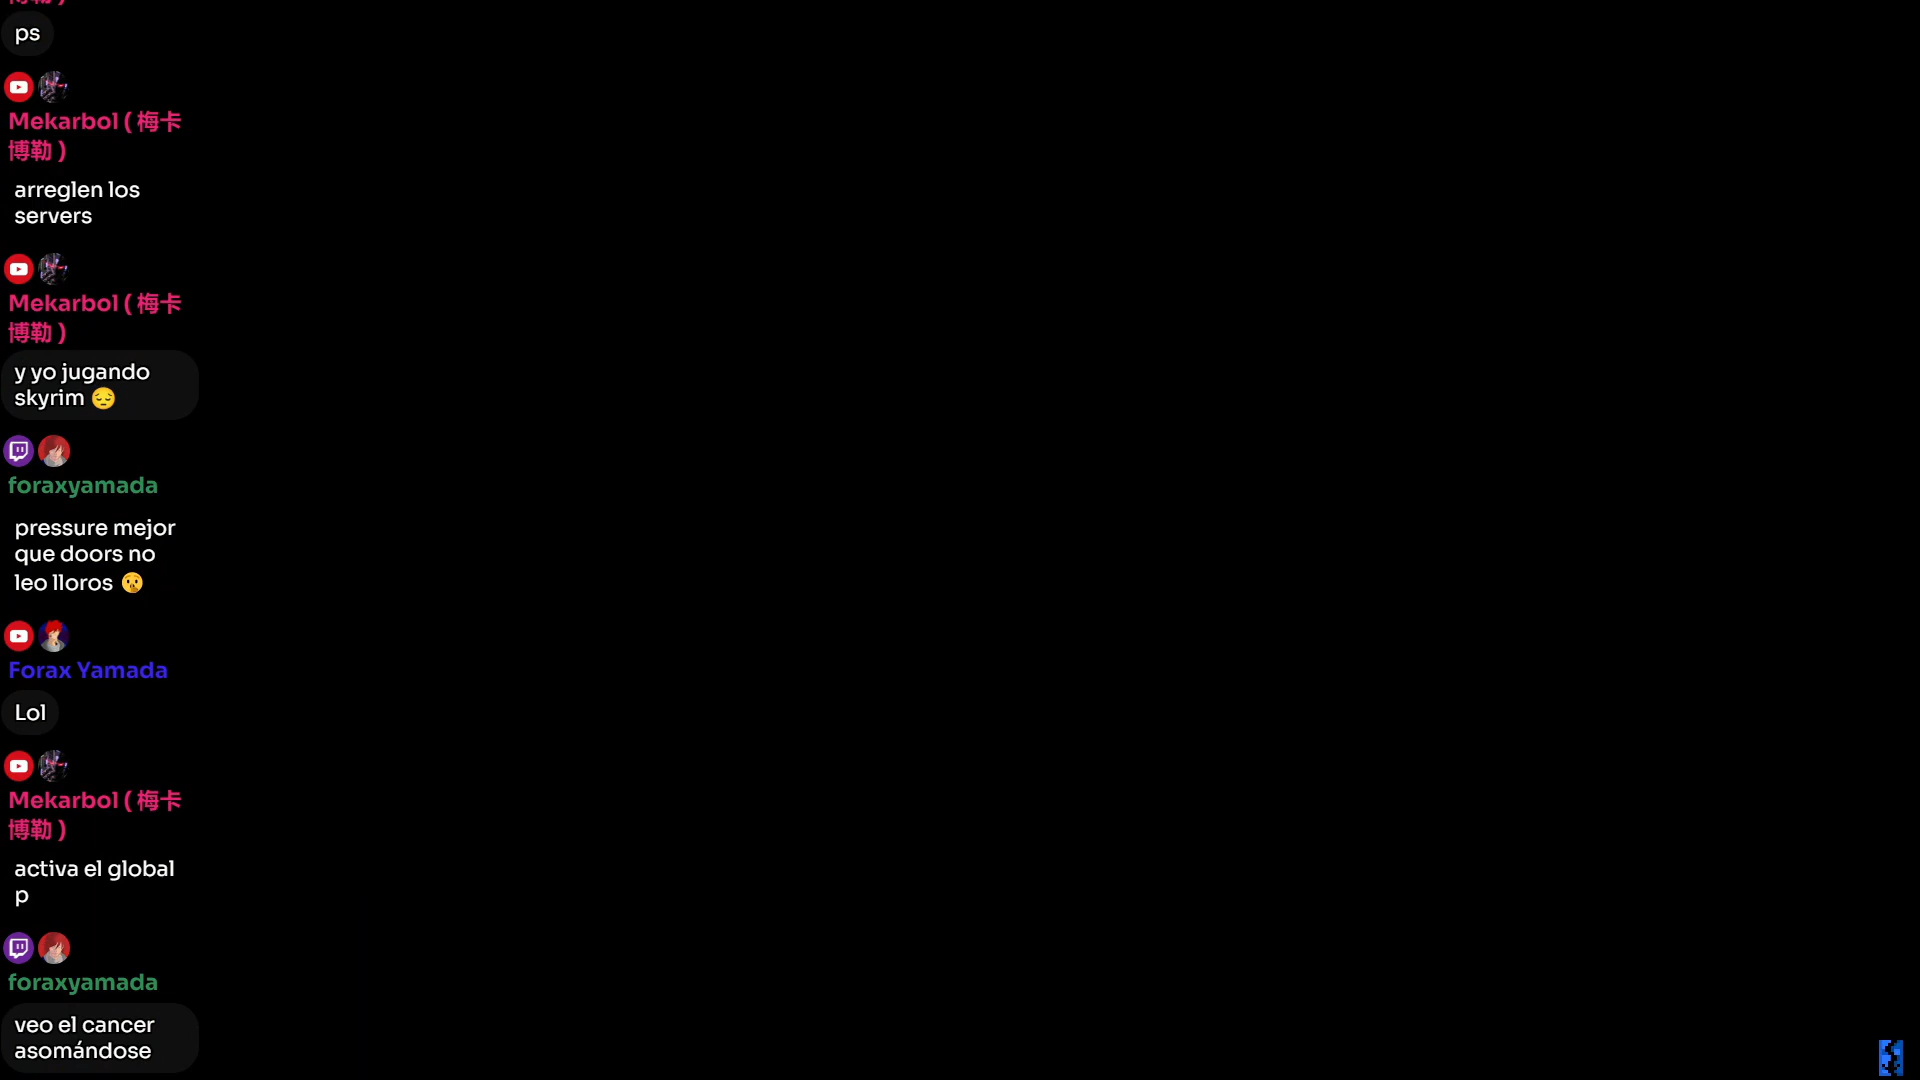 ps
Mekarbol ( 梅卡
博勒 )
arreglen los
servers
Mekarbol ( 梅卡
博勒 )
y yo jugando
skyrim 😔
foraxyamada
pressure mejor
que doors no
leo lloros 🤫
Forax Yamada
Lol
Mekarbol ( 梅卡
博勒 )
activa el global
p
foraxyamada
veo el cancer
asomándose